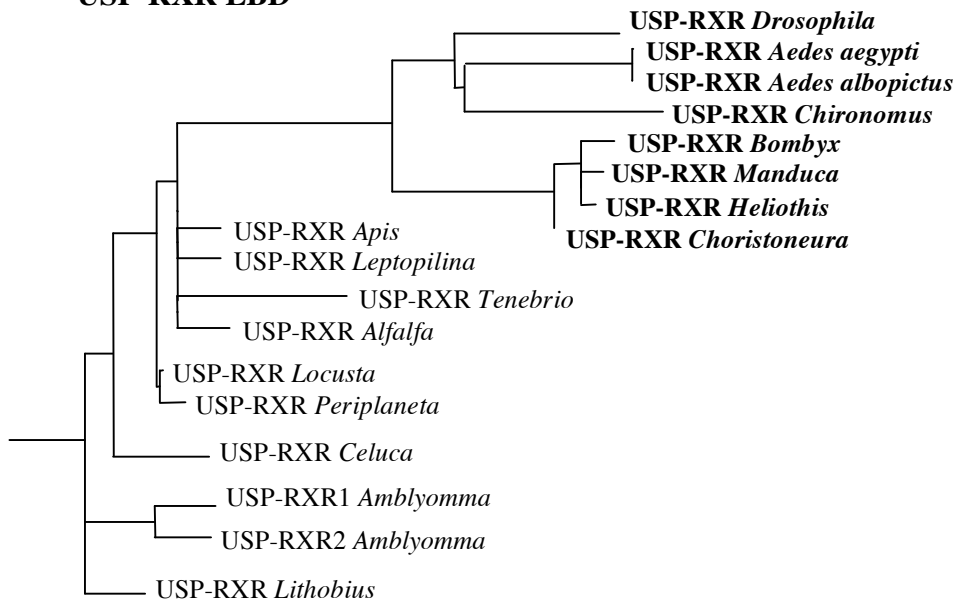 USP-RXR LBD
USP-RXR Drosophila
USP-RXR Aedes aegypti
USP-RXR Aedes albopictus
USP-RXR Chironomus
USP-RXR Bombyx
USP-RXR Manduca
USP-RXR Heliothis
USP-RXR Choristoneura
USP-RXR Apis
USP-RXR Leptopilina
USP-RXR Tenebrio
USP-RXR Alfalfa
USP-RXR Locusta
USP-RXR Periplaneta
USP-RXR Celuca
USP-RXR1 Amblyomma
USP-RXR2 Amblyomma
USP-RXR Lithobius